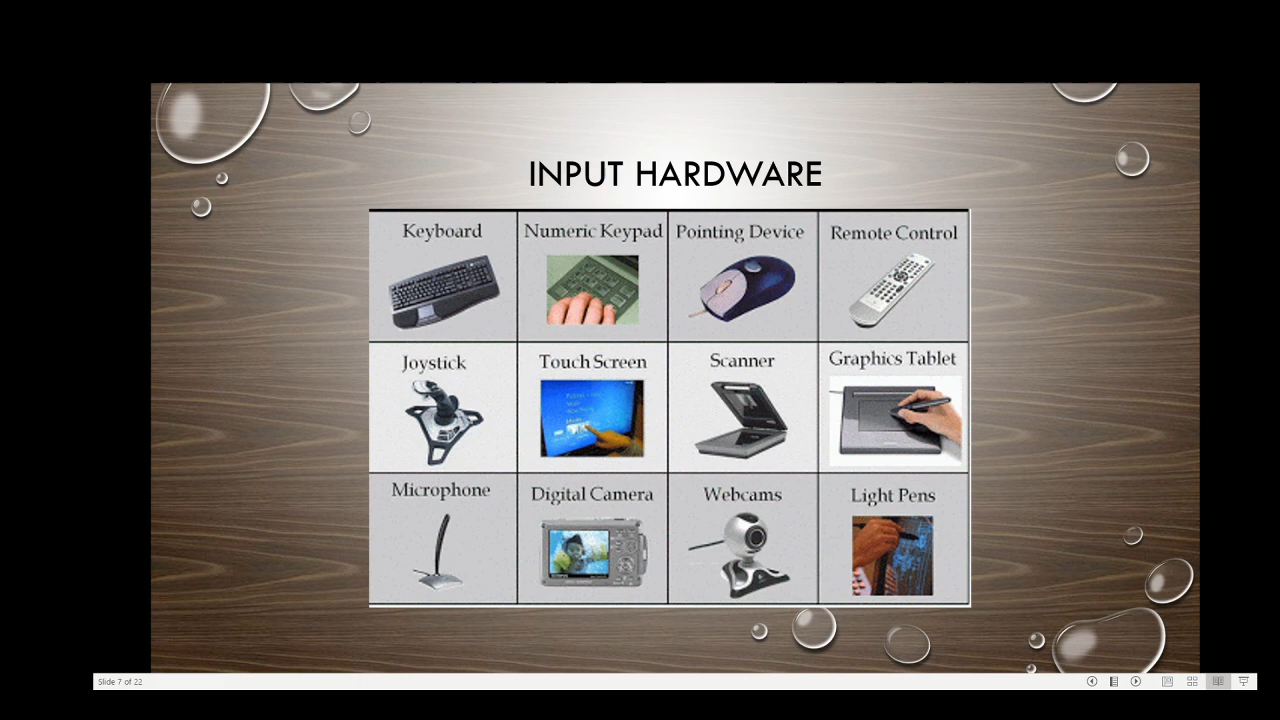 INPUT HARDWARE
Keyboard
Numeric Keypad
Pointing Device
Remote Control
Joystick
Touch Screen
Scanner
Graphics Tablet
Microphone
Digital Camera
Webcams
Light Pens
Slide 7 of 22